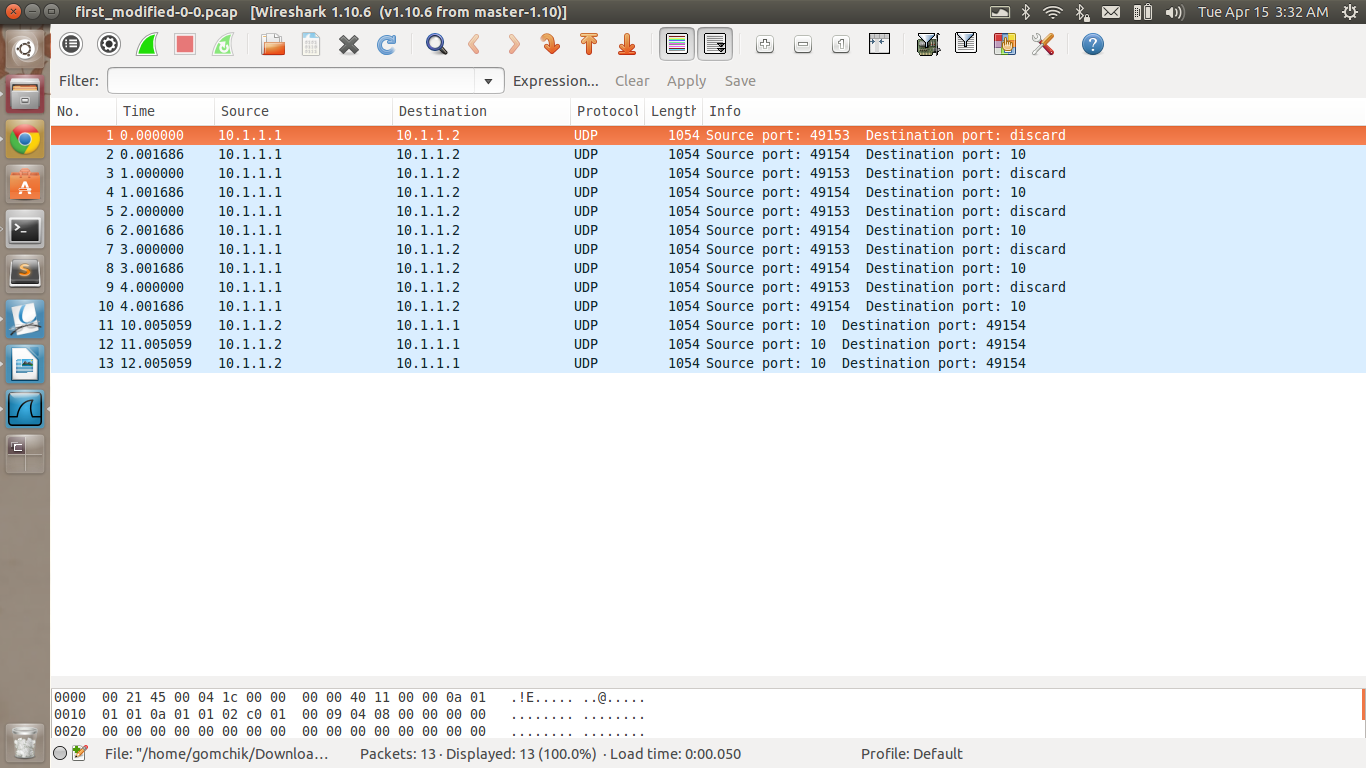 first_modified-0-0.pcap   [Wireshark 1.10.6  (v1.10.6 from master-1.10)]   Tue Apr 15 3:32 AM
Filter:   Expression...   Clear   Apply   Save
No.   Time   Source   Destination   Protocol   Length   Info
1 0.000000   10.1.1.1   10.1.1.2   UDP   1054 Source port: 49153  Destination port: discard
2 0.001686   10.1.1.1   10.1.1.2   UDP   1054 Source port: 49154  Destination port: 10
3 1.000000   10.1.1.1   10.1.1.2   UDP   1054 Source port: 49153  Destination port: discard
4 1.001686   10.1.1.1   10.1.1.2   UDP   1054 Source port: 49154  Destination port: 10
5 2.000000   10.1.1.1   10.1.1.2   UDP   1054 Source port: 49153  Destination port: discard
6 2.001686   10.1.1.1   10.1.1.2   UDP   1054 Source port: 49154  Destination port: 10
7 3.000000   10.1.1.1   10.1.1.2   UDP   1054 Source port: 49153  Destination port: discard
8 3.001686   10.1.1.1   10.1.1.2   UDP   1054 Source port: 49154  Destination port: 10
9 4.000000   10.1.1.1   10.1.1.2   UDP   1054 Source port: 49153  Destination port: discard
10 4.001686   10.1.1.1   10.1.1.2   UDP   1054 Source port: 49154  Destination port: 10
11 10.005059   10.1.1.2   10.1.1.1   UDP   1054 Source port: 10  Destination port: 49154
12 11.005059   10.1.1.2   10.1.1.1   UDP   1054 Source port: 10  Destination port: 49154
13 12.005059   10.1.1.2   10.1.1.1   UDP   1054 Source port: 10  Destination port: 49154
0000  00 21 45 00 04 1c 00 00  00 00 40 11 00 00 0a 01   .!E..... ..@.....
0010  01 01 0a 01 01 02 c0 01  00 09 04 08 00 00 00 00   ........ ........
0020  00 00 00 00 00 00 00 00  00 00 00 00 00 00 00 00   ........ ........
File: "/home/gomchik/Downloa…   Packets: 13 · Displayed: 13 (100.0%)  · Load time: 0:00.050   Profile: Default